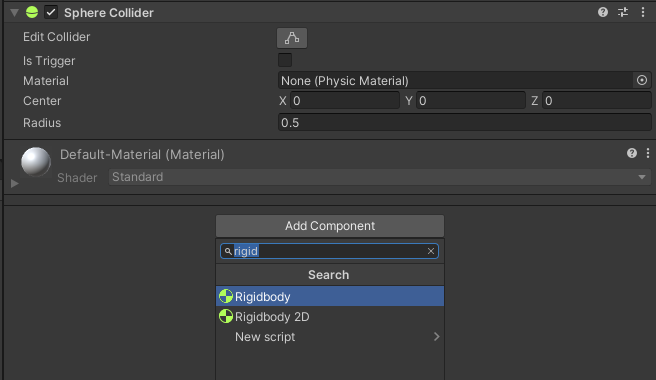 Sphere Collider
Edit Collider
Is Trigger
Material None (Physic Material)
Center X 0 Y 0 Z 0
Radius 0.5
Default-Material (Material)
Shader Standard
Add Component
rigid
Search
Rigidbody
Rigidbody 2D
New script